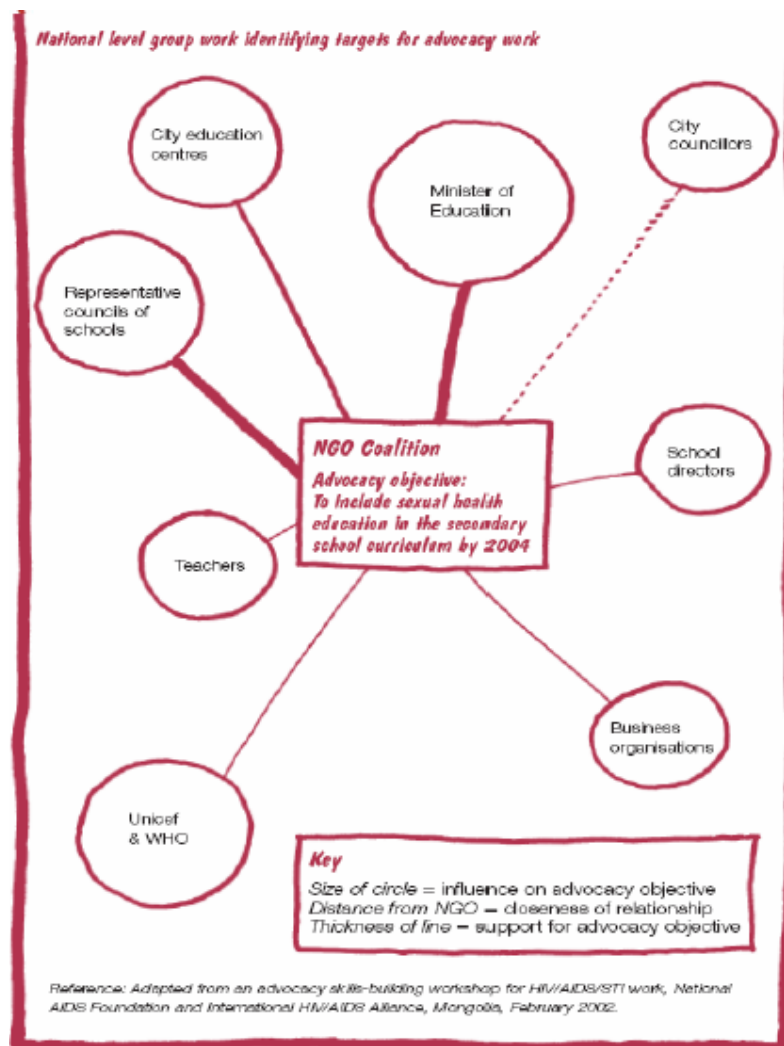 National level group work identifying targets for advocacy work
City education
centres
Minister of
Education
City
councillors
Representative
councils of
schools
NGO Coalition
Advocacy objective:
To include sexual health
education in the secondary
school curriculum by 2004
School
directors
Teachers
Business
organisations
Unicef
& WHO
Key
Size of circle = influence on advocacy objective
Distance from NGO = closeness of relationship
Thickness of line = support for advocacy objective
Reference: Adapted from an advocacy skills-building workshop for HIV/AIDS/STI work, National
AIDS Foundation and International HIV/AIDS Alliance, Mongolia, February 2002.